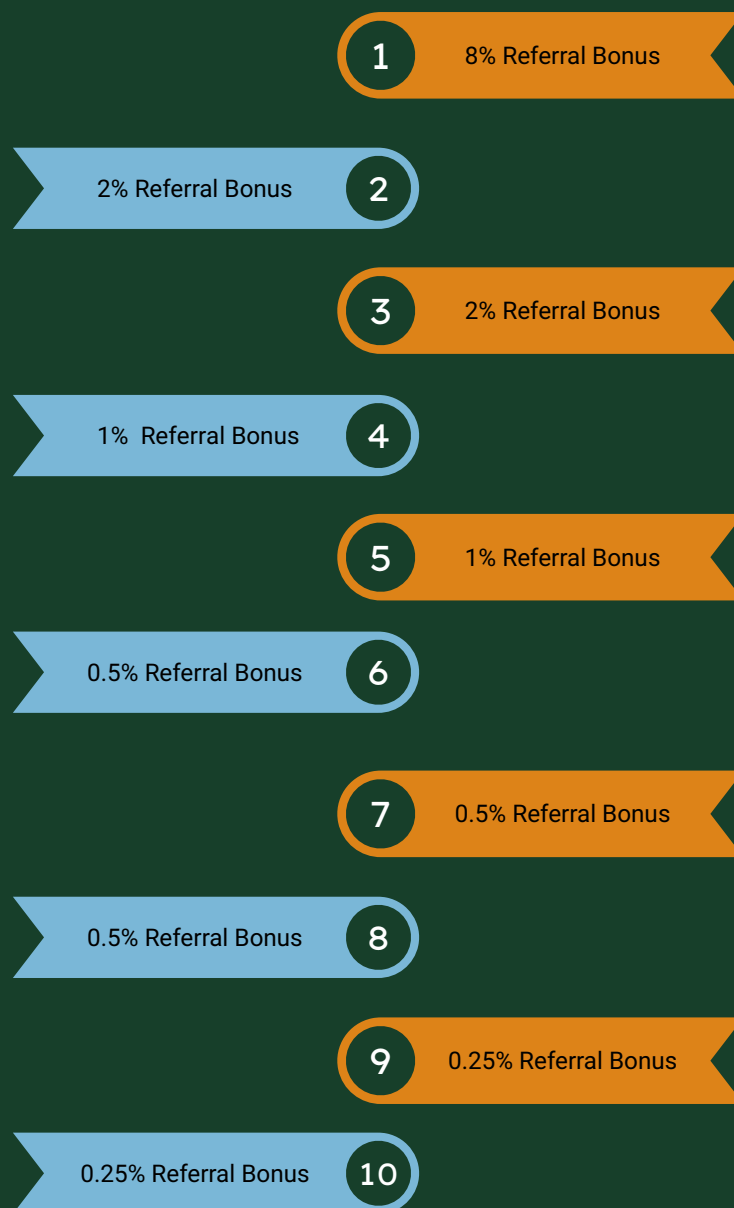 1 8% Referral Bonus
2% Referral Bonus 2
3 2% Referral Bonus
1%  Referral Bonus 4
5 1% Referral Bonus
0.5% Referral Bonus 6
7 0.5% Referral Bonus
0.5% Referral Bonus 8
9 0.25% Referral Bonus
0.25% Referral Bonus 10